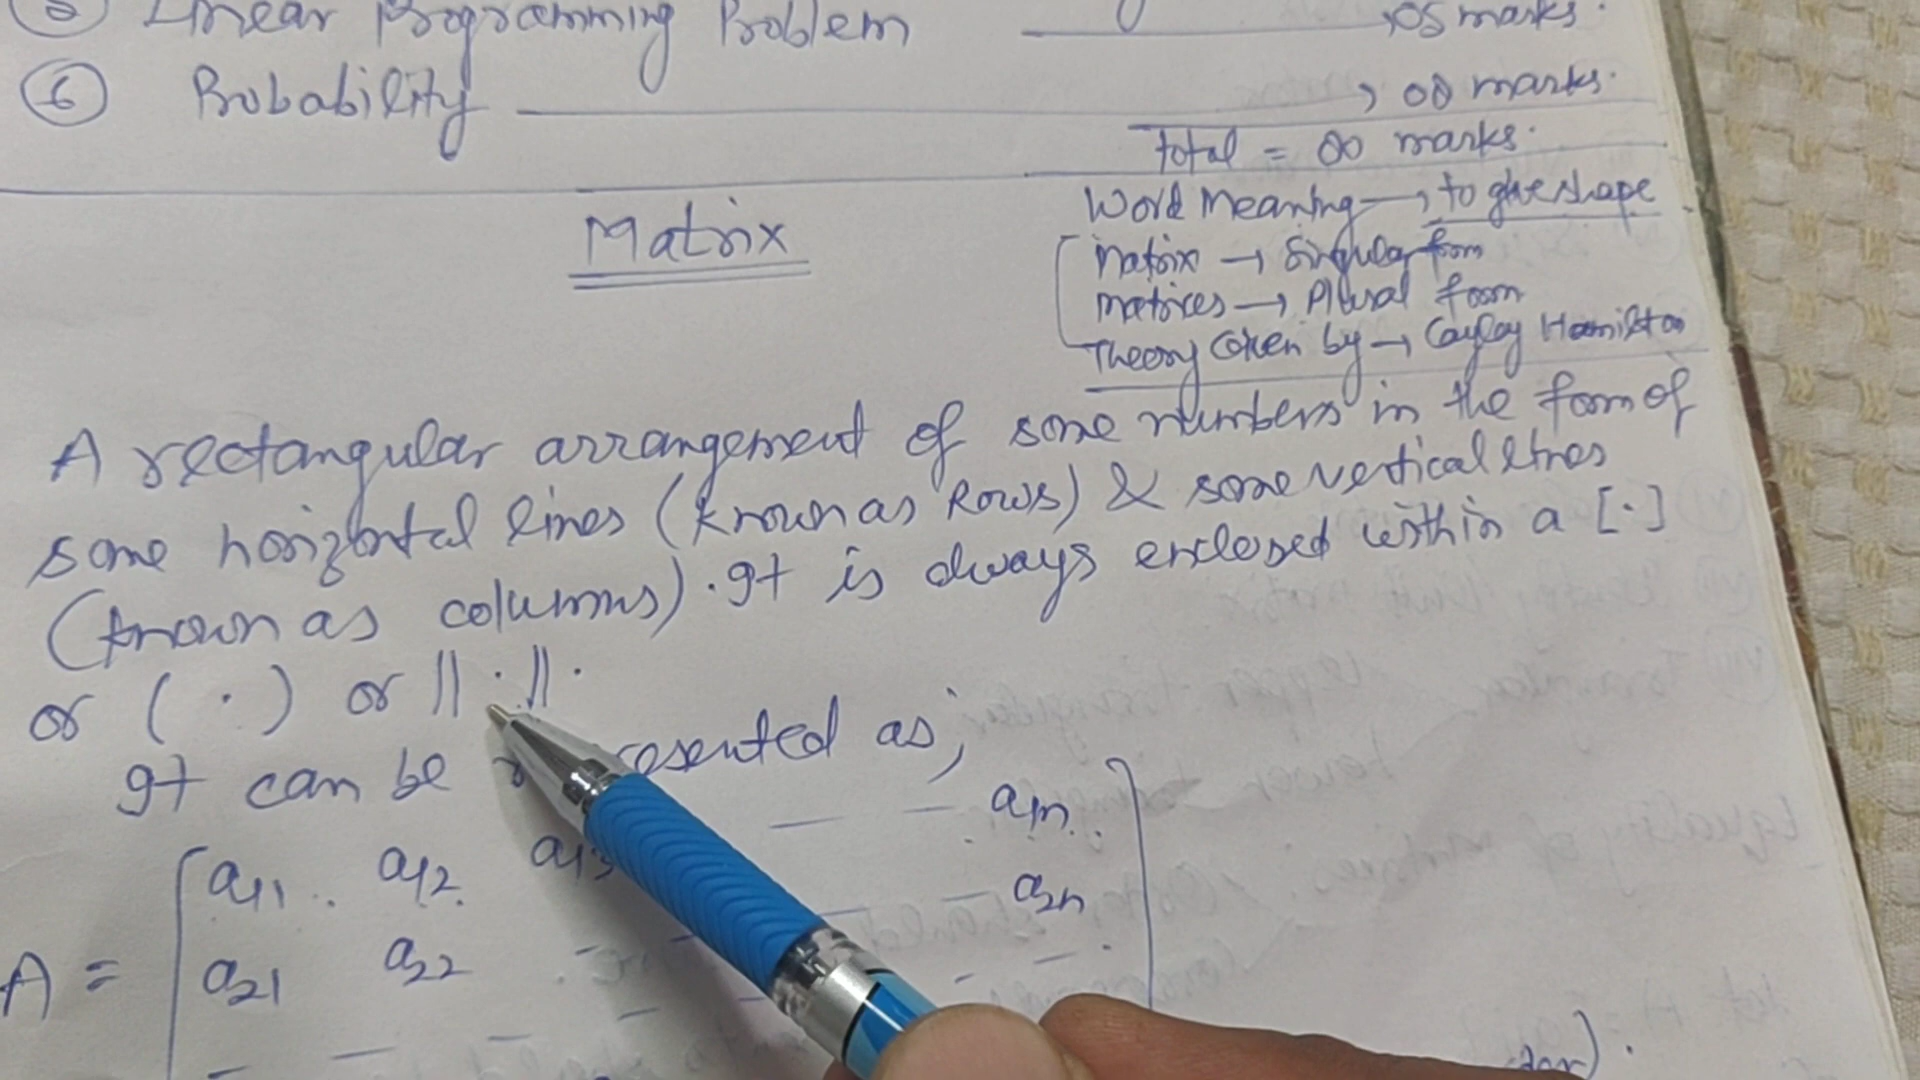 Linear Programming Problem 05 marks.
6 Probability 08 marks.
Total = 80 marks.
Matrix
Word Meaning → to give shape
Matrix → Singular form
Matrices → Plural form
Theory Given by → Cayley Hamilton
A rectangular arrangement of some numbers in the form of
some horizontal lines (known as Rows) & some vertical lines
(known as columns). It is always enclosed within a [·]
or (·) or ||·||.
It can be as,
a11 a12 a13 — — a1n
A = a21 a22 — — a2n